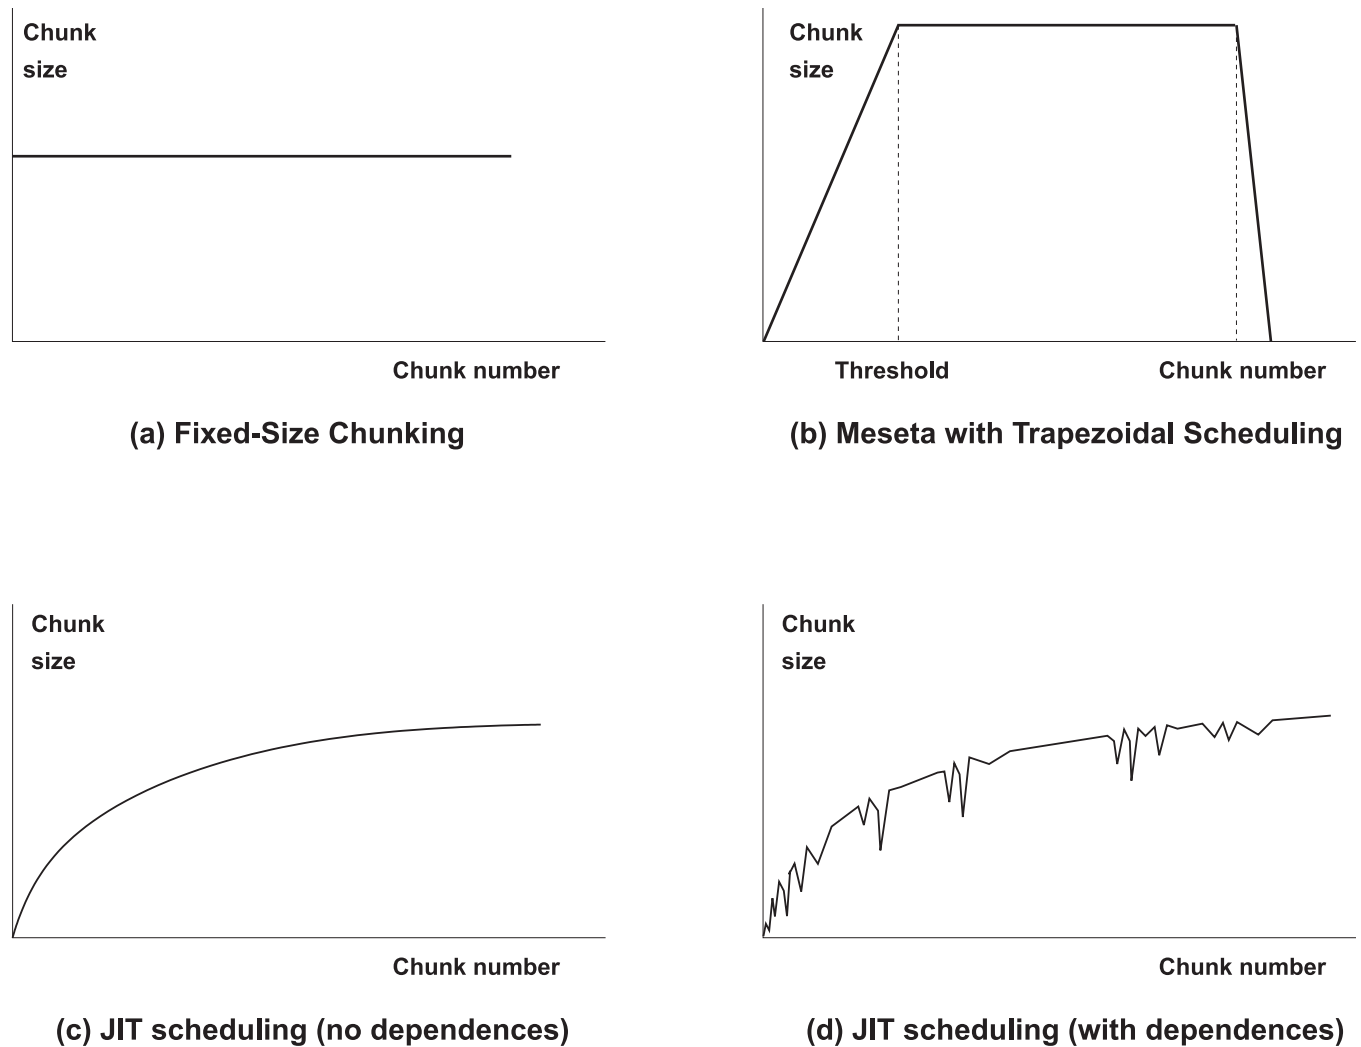 Chunk
size
Chunk number
(a) Fixed-Size Chunking
Chunk
size
Threshold
Chunk number
(b) Meseta with Trapezoidal Scheduling
Chunk
size
Chunk number
(c) JIT scheduling (no dependences)
Chunk
size
Chunk number
(d) JIT scheduling (with dependences)